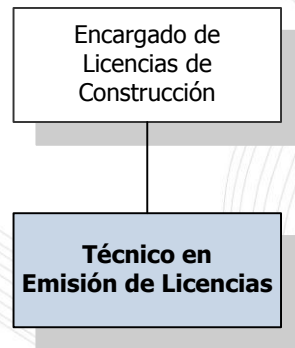 Encargado de
Licencias de
Construcción
Técnico en
Emisión de Licencias